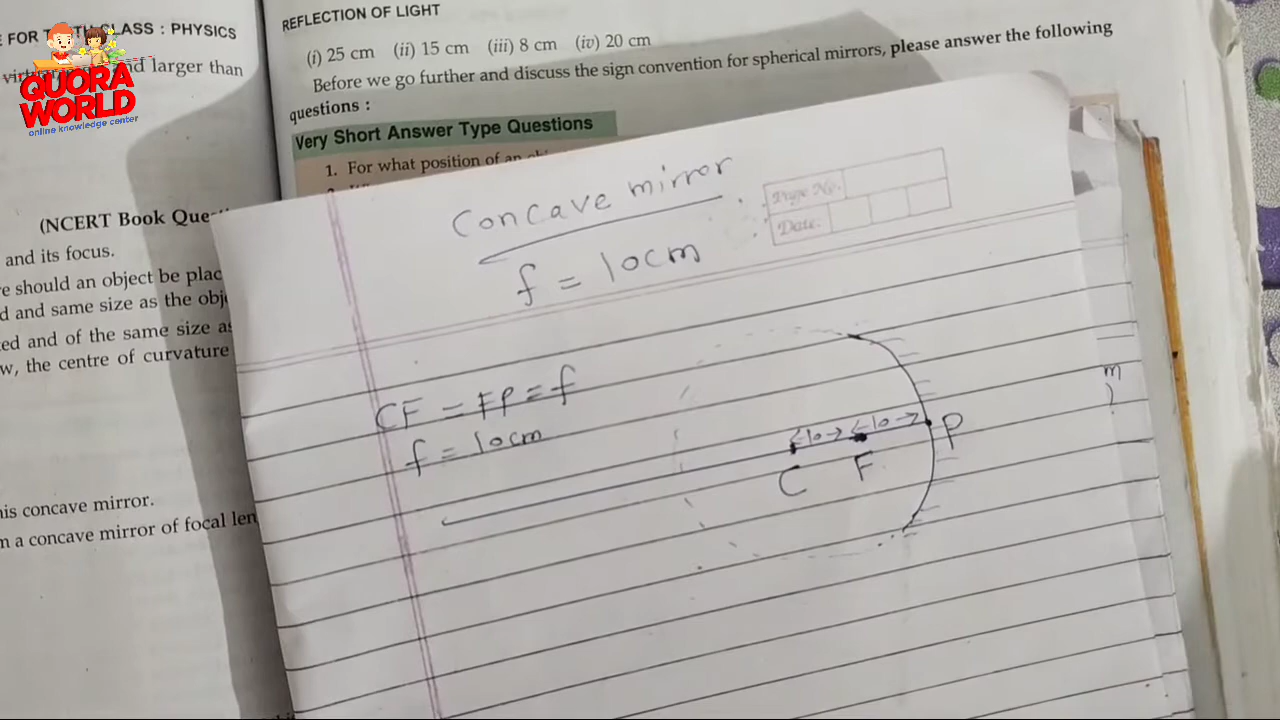 E FOR TENTH CLASS : PHYSICS
d larger than
QUORA
WORLD
online knowledge center
(NCERT Book
and its focus.
e should an object be plac
d and same size as the obj
ed and of the same size as
w, the centre of curvature
his concave mirror.
m a concave mirror of focal len
REFLECTION OF LIGHT
(i) 25 cm (ii) 15 cm (iii) 8 cm (iv) 20 cm
Before we go further and discuss the sign convention for spherical mirrors, please answer the following
questions :
Very Short Answer Type Questions
1. For what position of an
Concave mirror
Page No.
Date.
f = 10cm
CF = FP = f
f = 10cm
←10→ ←10→
C F P
m